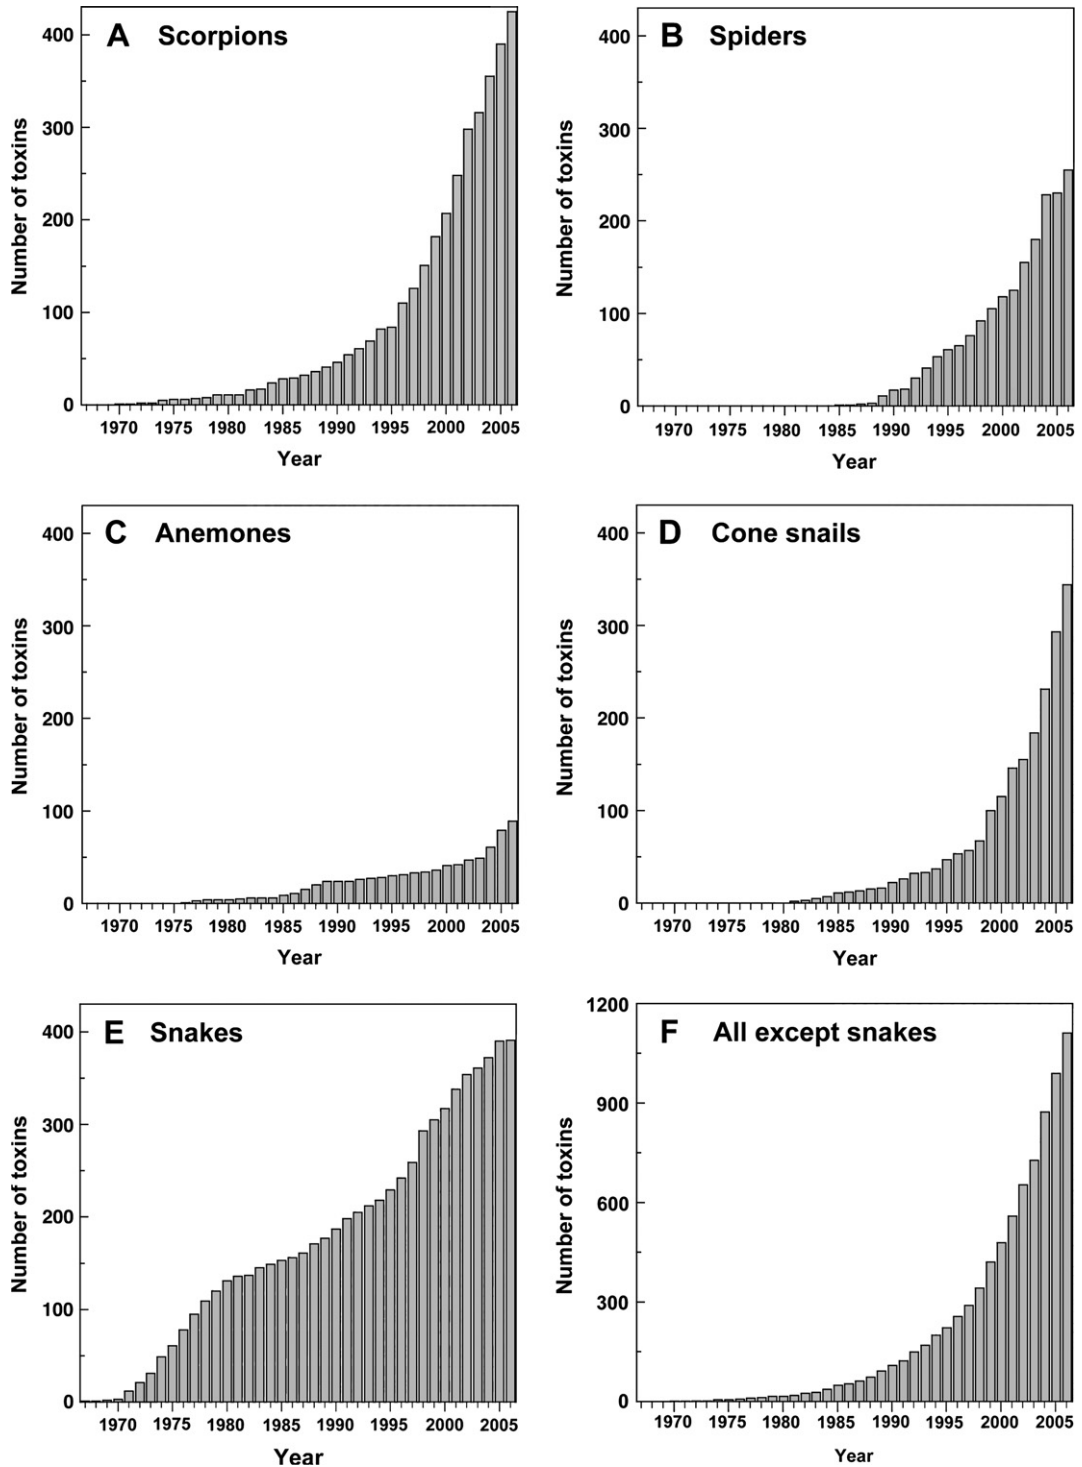 A Scorpions
Number of toxins
400
300
200
100
0
1970 1975 1980 1985 1990 1995 2000 2005
Year
B Spiders
Number of toxins
400
300
200
100
0
1970 1975 1980 1985 1990 1995 2000 2005
Year
C Anemones
Number of toxins
400
300
200
100
0
1970 1975 1980 1985 1990 1995 2000 2005
Year
D Cone snails
Number of toxins
400
300
200
100
0
1970 1975 1980 1985 1990 1995 2000 2005
Year
E Snakes
Number of toxins
400
300
200
100
0
1970 1975 1980 1985 1990 1995 2000 2005
Year
F All except snakes
Number of toxins
1200
900
600
300
0
1970 1975 1980 1985 1990 1995 2000 2005
Year